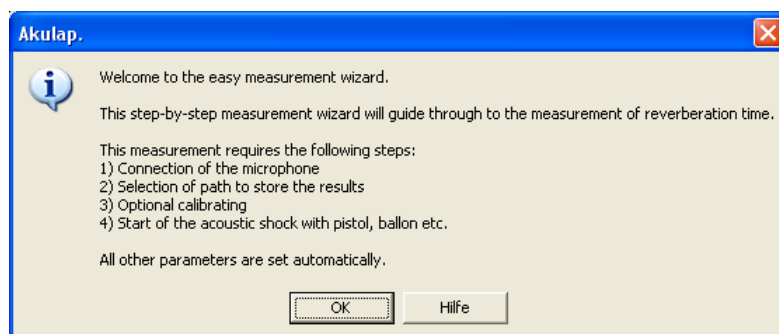 Akulap.
Welcome to the easy measurement wizard.
This step-by-step measurement wizard will guide through to the measurement of reverberation time.
This measurement requires the following steps:
1) Connection of the microphone
2) Selection of path to store the results
3) Optional calibrating
4) Start of the acoustic shock with pistol, ballon etc.
All other parameters are set automatically.
OK
Hilfe